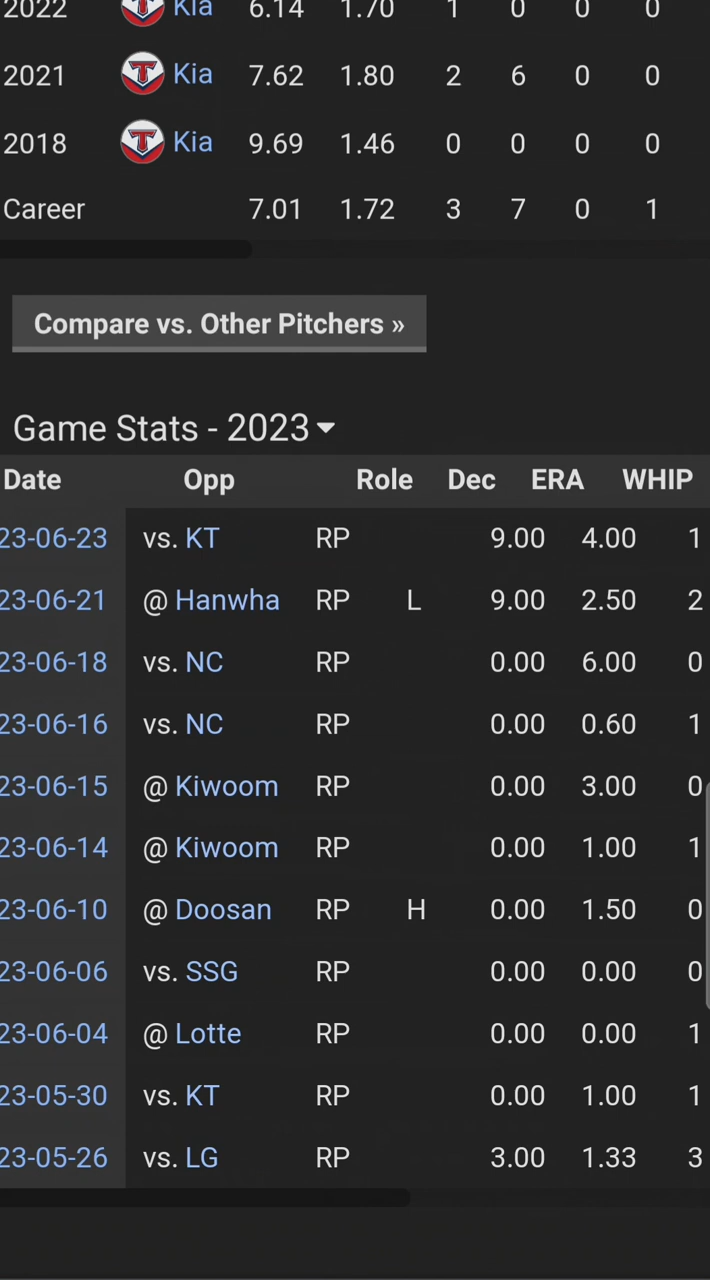 2022 Kia 6.14 1.70 1 0 0 0
2021 Kia 7.62 1.80 2 6 0 0
2018 Kia 9.69 1.46 0 0 0 0
Career 7.01 1.72 3 7 0 1
Compare vs. Other Pitchers »
Game Stats - 2023
Date Opp Role Dec ERA WHIP
23-06-23 vs. KT RP 9.00 4.00 1
23-06-21 @ Hanwha RP L 9.00 2.50 2
23-06-18 vs. NC RP 0.00 6.00 0
23-06-16 vs. NC RP 0.00 0.60 1
23-06-15 @ Kiwoom RP 0.00 3.00 0
23-06-14 @ Kiwoom RP 0.00 1.00 1
23-06-10 @ Doosan RP H 0.00 1.50 0
23-06-06 vs. SSG RP 0.00 0.00 0
23-06-04 @ Lotte RP 0.00 0.00 1
23-05-30 vs. KT RP 0.00 1.00 1
23-05-26 vs. LG RP 3.00 1.33 3